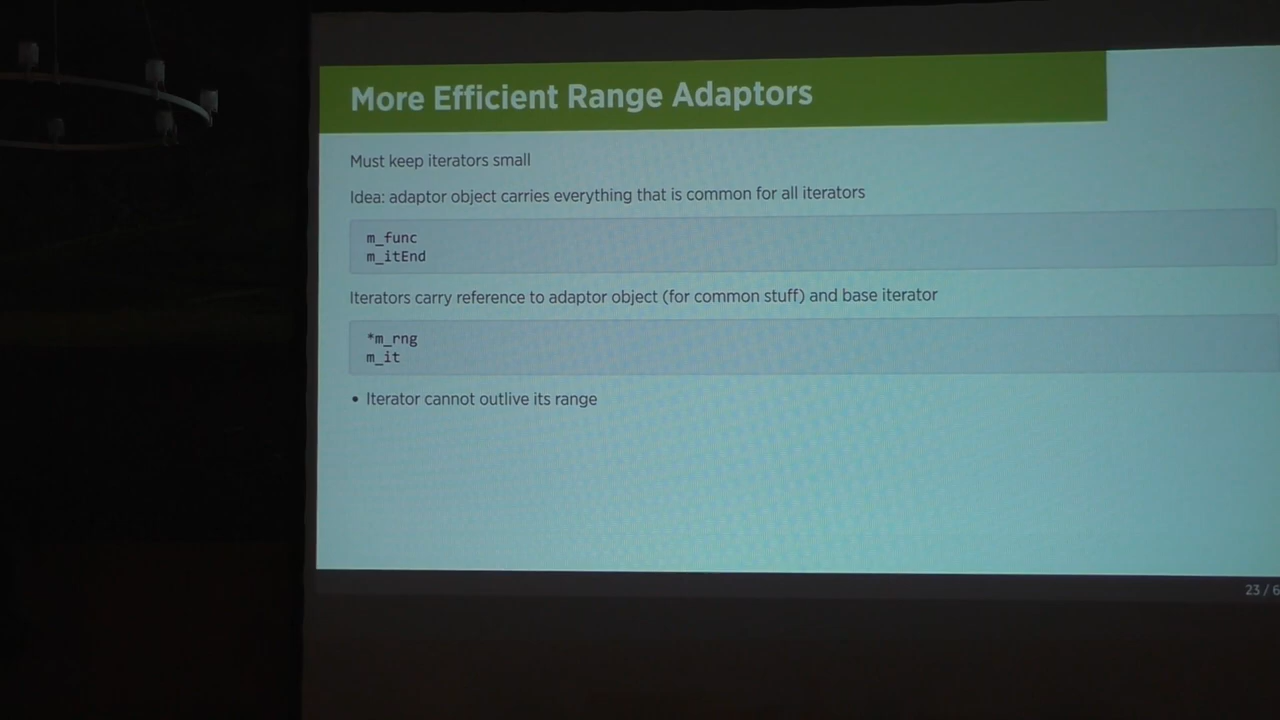 More Efficient Range Adaptors
Must keep iterators small
Idea: adaptor object carries everything that is common for all iterators
m_func
m_itEnd
Iterators carry reference to adaptor object (for common stuff) and base iterator
*m_rng
m_it
• Iterator cannot outlive its range
23 / 6